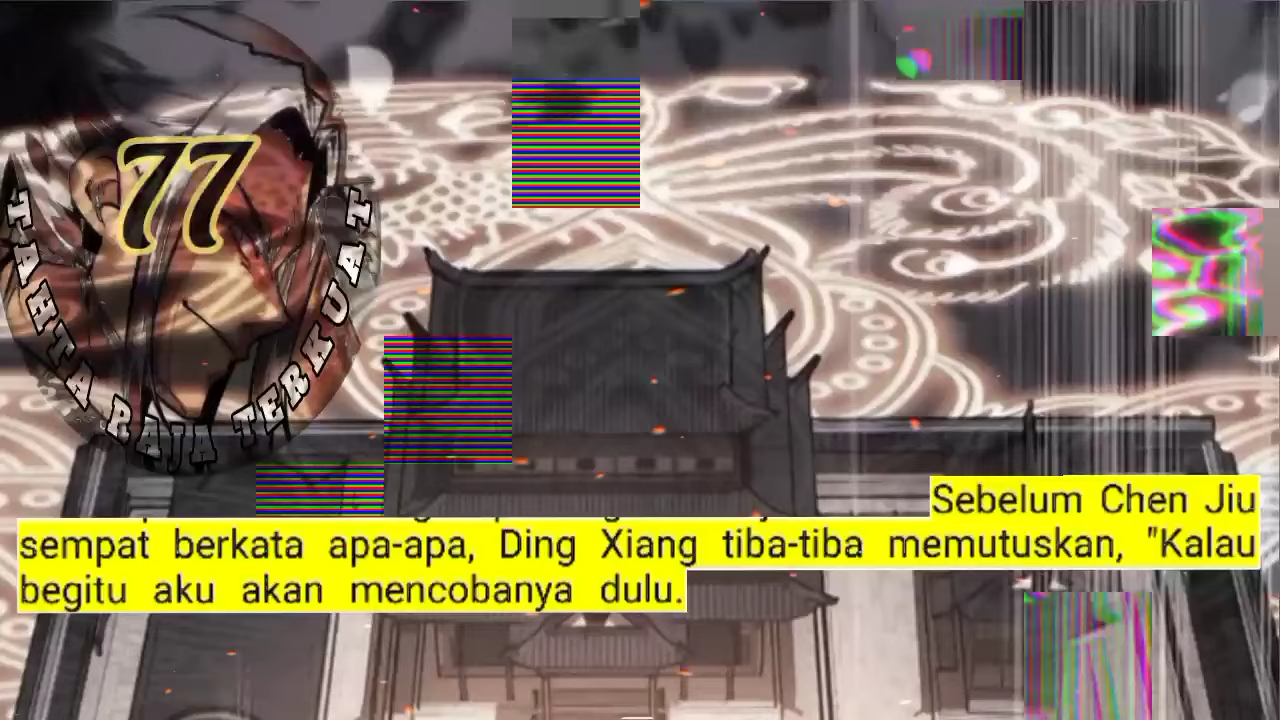 77
TAHTA RAJA TERKUAT
Sebelum Chen Jiu
sempat berkata apa-apa, Ding Xiang tiba-tiba memutuskan, "Kalau
begitu aku akan mencobanya dulu.